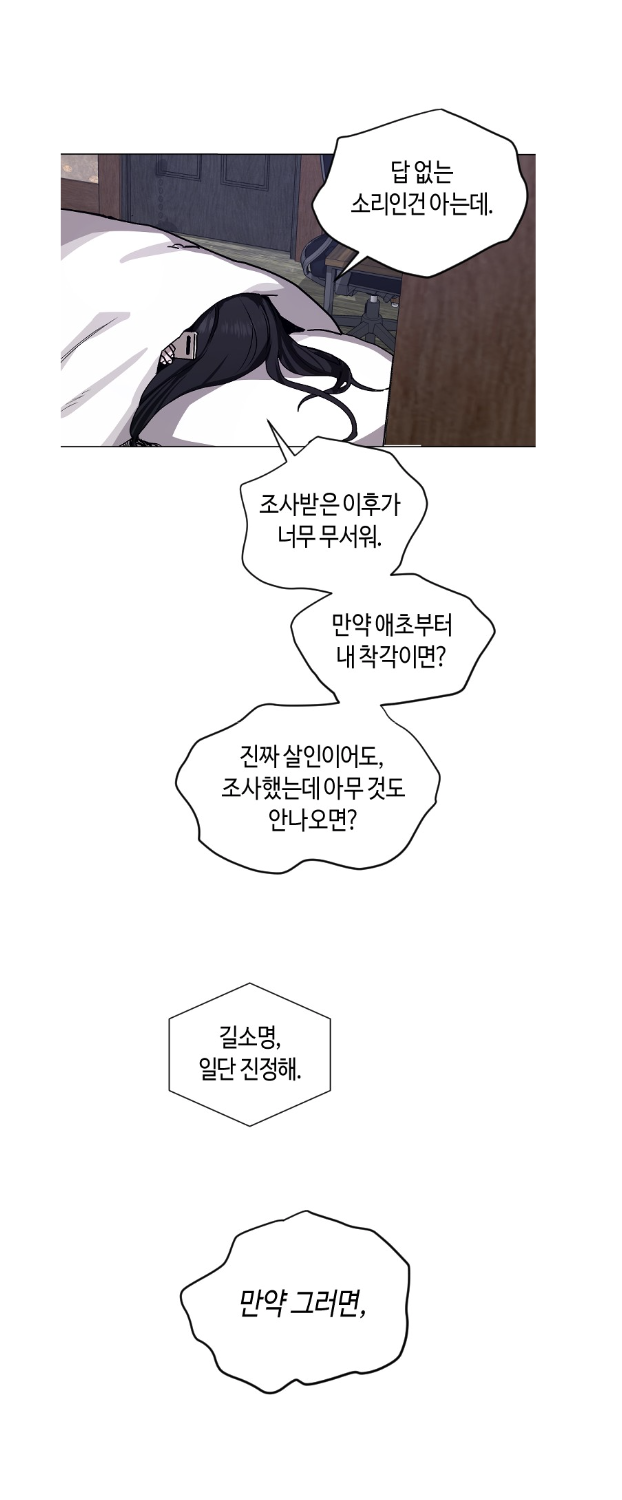 답 없는
소리인건 아는데.
조사받은 이후가
너무 무서워.
만약 애초부터
내 착각이면?
진짜 살인이어도,
조사했는데 아무 것도
안나오면?
길소명,
일단 진정해.
만약 그러면,